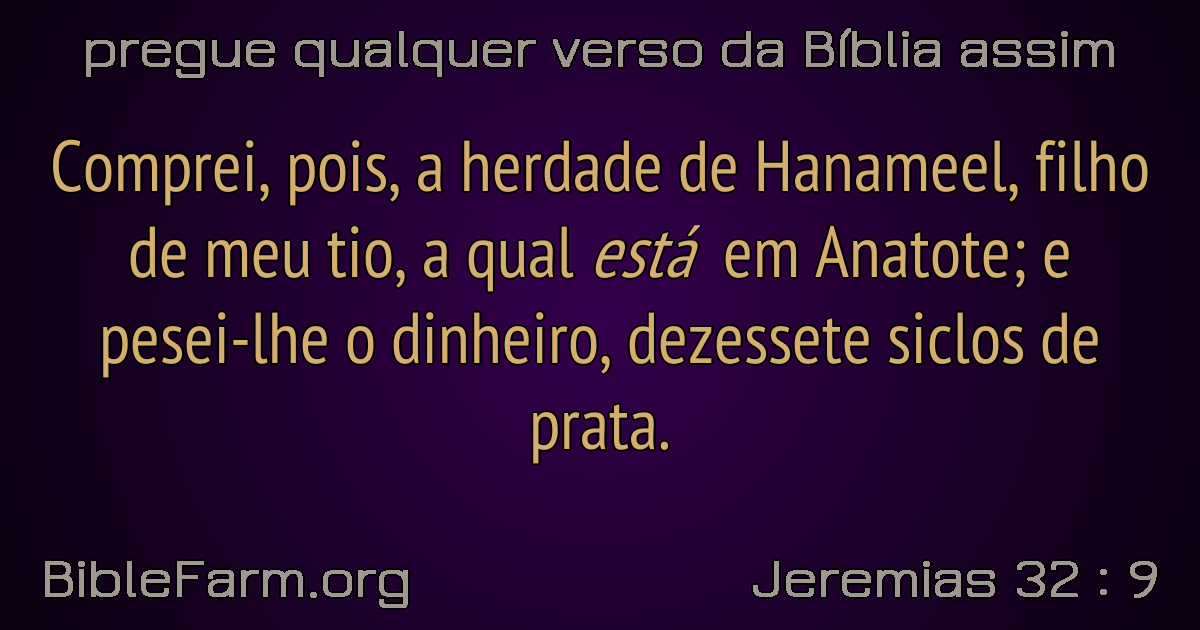 pregue qualquer verso da Bíblia assim
Comprei, pois, a herdade de Hanameel, filho
de meu tio, a qual está em Anatote; e
pesei-lhe o dinheiro, dezessete siclos de
prata.
BibleFarm.org
Jeremias 32 : 9